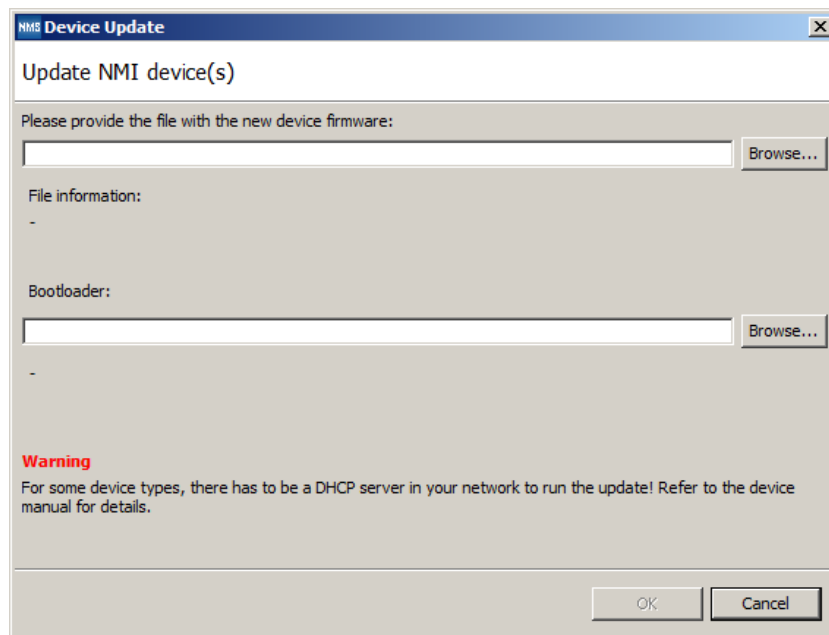 NMS Device Update
Update NMI device(s)
Please provide the file with the new device firmware:
Browse...
File information:
-
Bootloader:
Browse...
-
Warning
For some device types, there has to be a DHCP server in your network to run the update! Refer to the device
manual for details.
OK Cancel